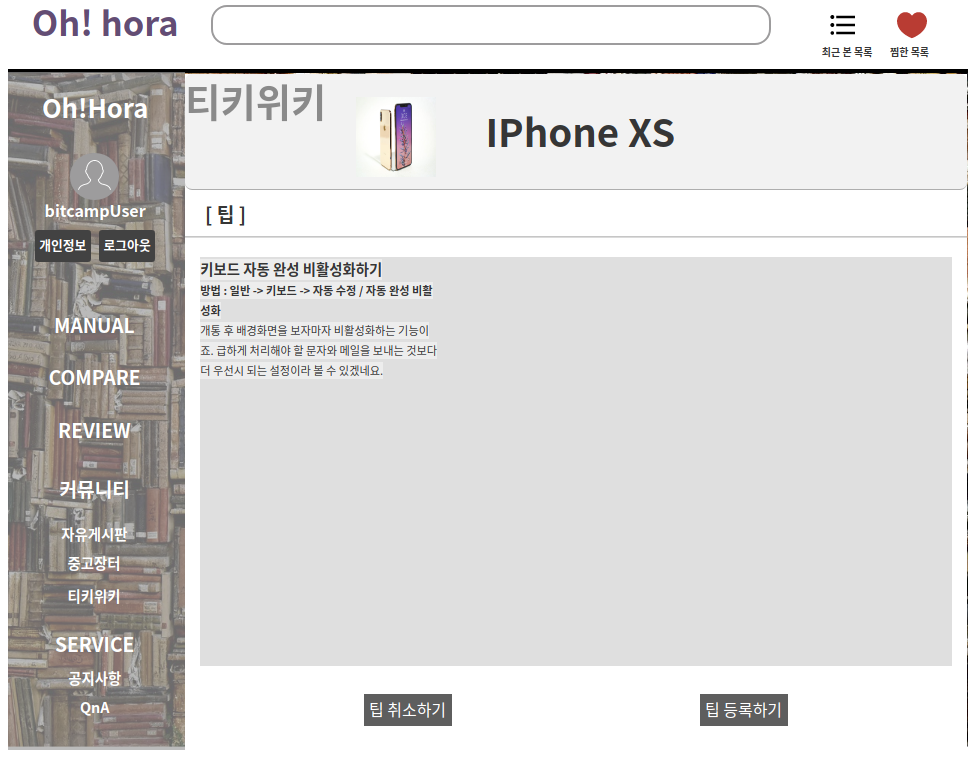 Oh! hora
최근 본 목록
찜한 목록
Oh!Hora
bitcampUser
개인정보
로그아웃
MANUAL
COMPARE
REVIEW
커뮤니티
자유게시판
중고장터
티키위키
SERVICE
공지사항
QnA
티키위키
IPhone XS
[ 팁 ]
키보드 자동 완성 비활성화하기
방법 : 일반 -> 키보드 -> 자동 수정 / 자동 완성 비활
성화
개통 후 배경화면을 보자마자 비활성화하는 기능이
죠. 급하게 처리해야 할 문자와 메일을 보내는 것보다
더 우선시 되는 설정이라 볼 수 있겠네요.
팁 취소하기
팁 등록하기